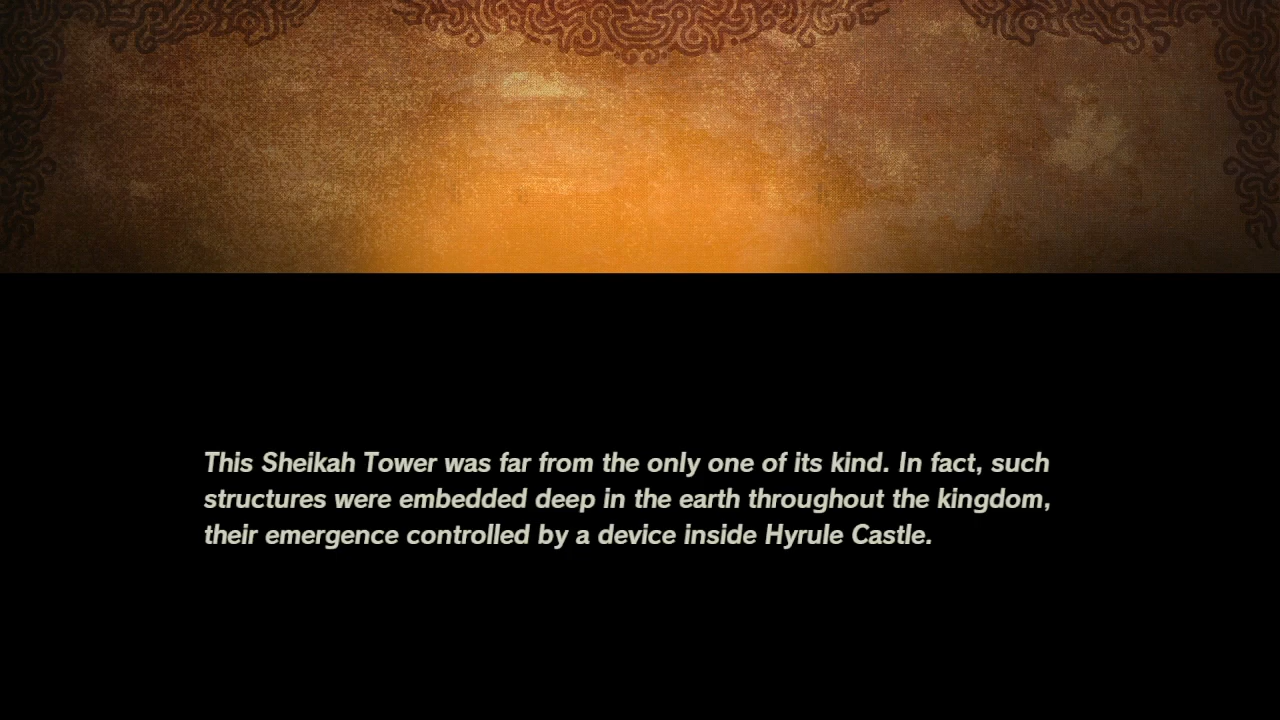 This Sheikah Tower was far from the only one of its kind. In fact, such
structures were embedded deep in the earth throughout the kingdom,
their emergence controlled by a device inside Hyrule Castle.